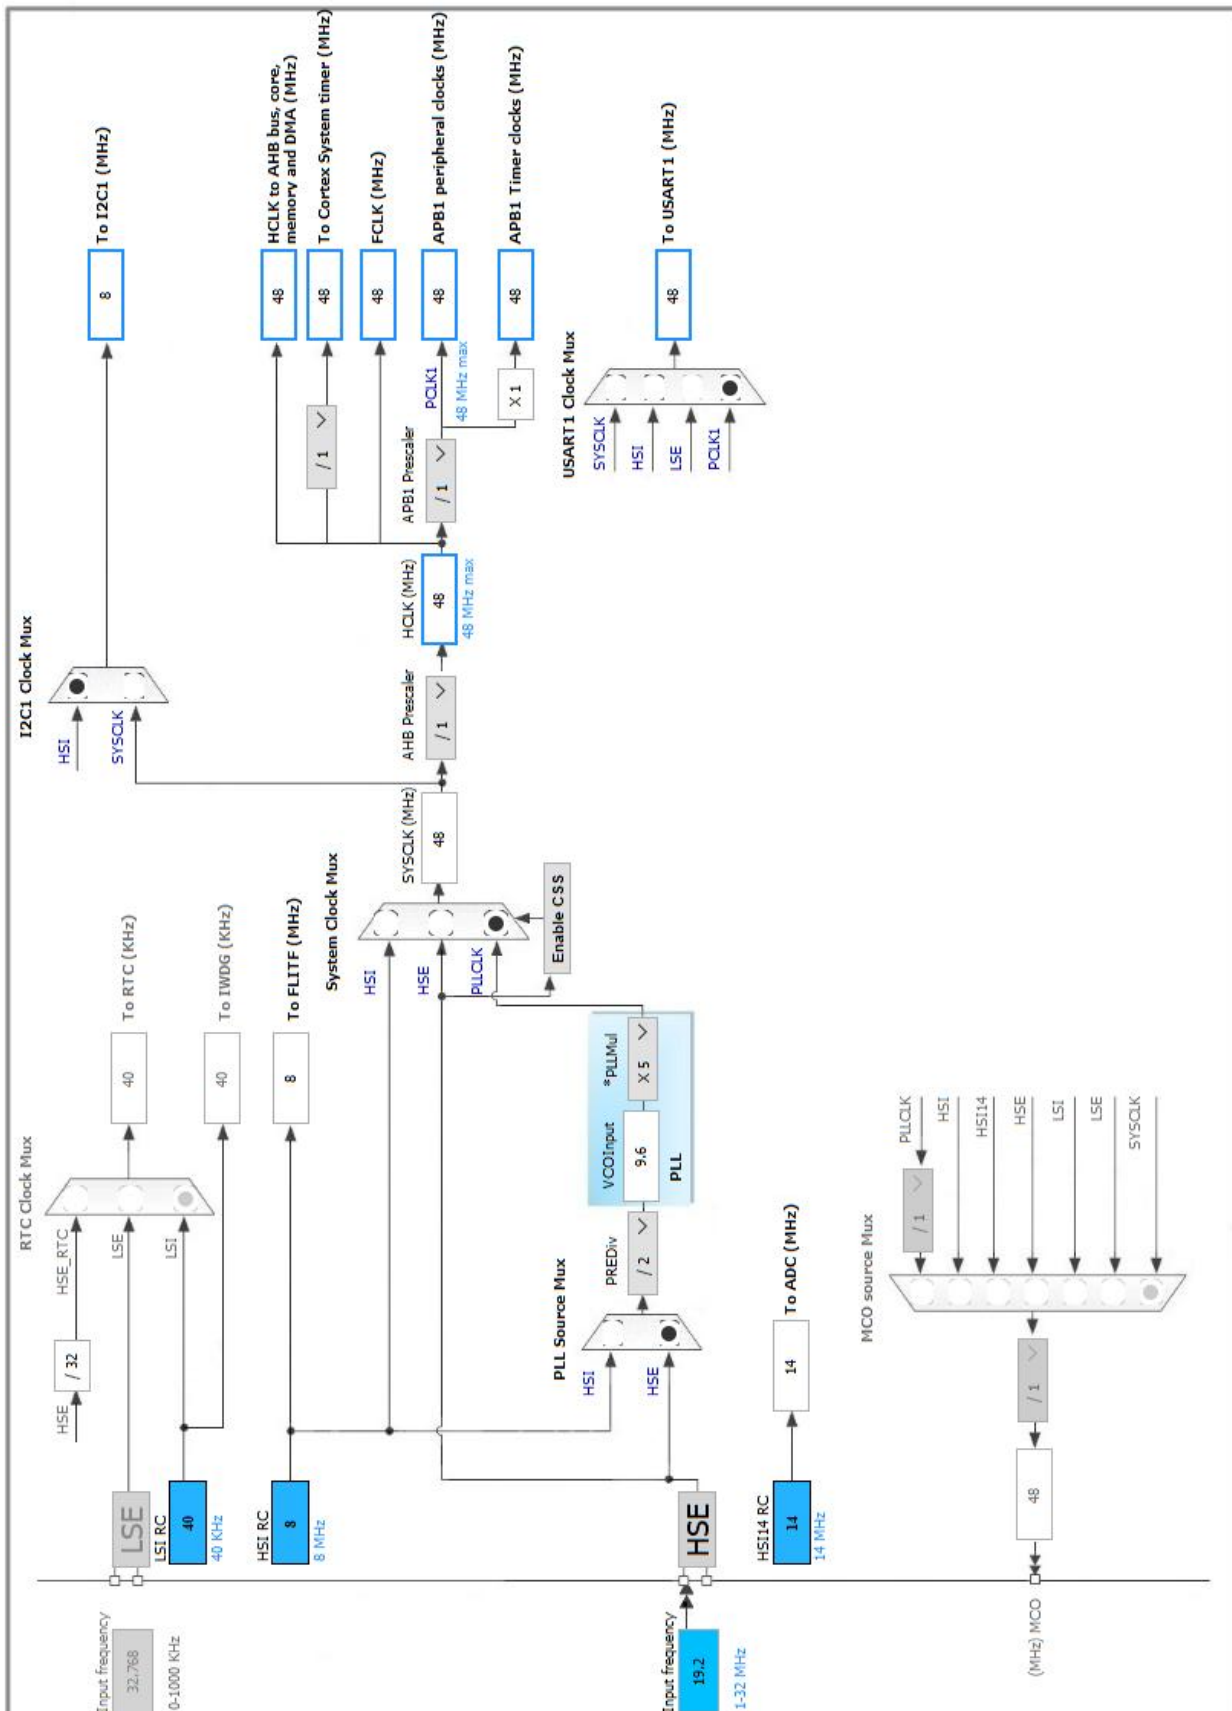 Input frequency
32.768
0-1000 KHz
LSE
LSI RC
40
40 KHz
HSI RC
8
8 MHz
Input frequency
19.2
1-32 MHz
HSE
HSI14 RC
14
14 MHz
14
To ADC (MHz)
HSE
/ 32
HSE_RTC
LSE
LSI
RTC Clock Mux
40
To RTC (KHz)
40
To IWDG (KHz)
8
To FLITF (MHz)
PLL Source Mux
HSI
HSE
PREDiv
/ 2
VCOInput
9.6
*PLLMul
X 5
PLL
System Clock Mux
HSI
HSE
PLLCLK
Enable CSS
SYSCLK (MHz)
48
AHB Prescaler
/ 1
HCLK (MHz)
48
48 MHz max
APB1 Prescaler
/ 1
PCLK1
48 MHz max
X 1
/ 1
I2C1 Clock Mux
HSI
SYSCLK
8
To I2C1 (MHz)
48
HCLK to AHB bus, core,
memory and DMA (MHz)
48
To Cortex System timer (MHz)
48
FCLK (MHz)
48
APB1 peripheral clocks (MHz)
48
APB1 Timer clocks (MHz)
USART1 Clock Mux
SYSCLK
HSI
LSE
PCLK1
48
To USART1 (MHz)
MCO source Mux
PLLCLK
/ 1
HSI
HSI14
HSE
LSI
LSE
SYSCLK
/ 1
48
(MHz) MCO